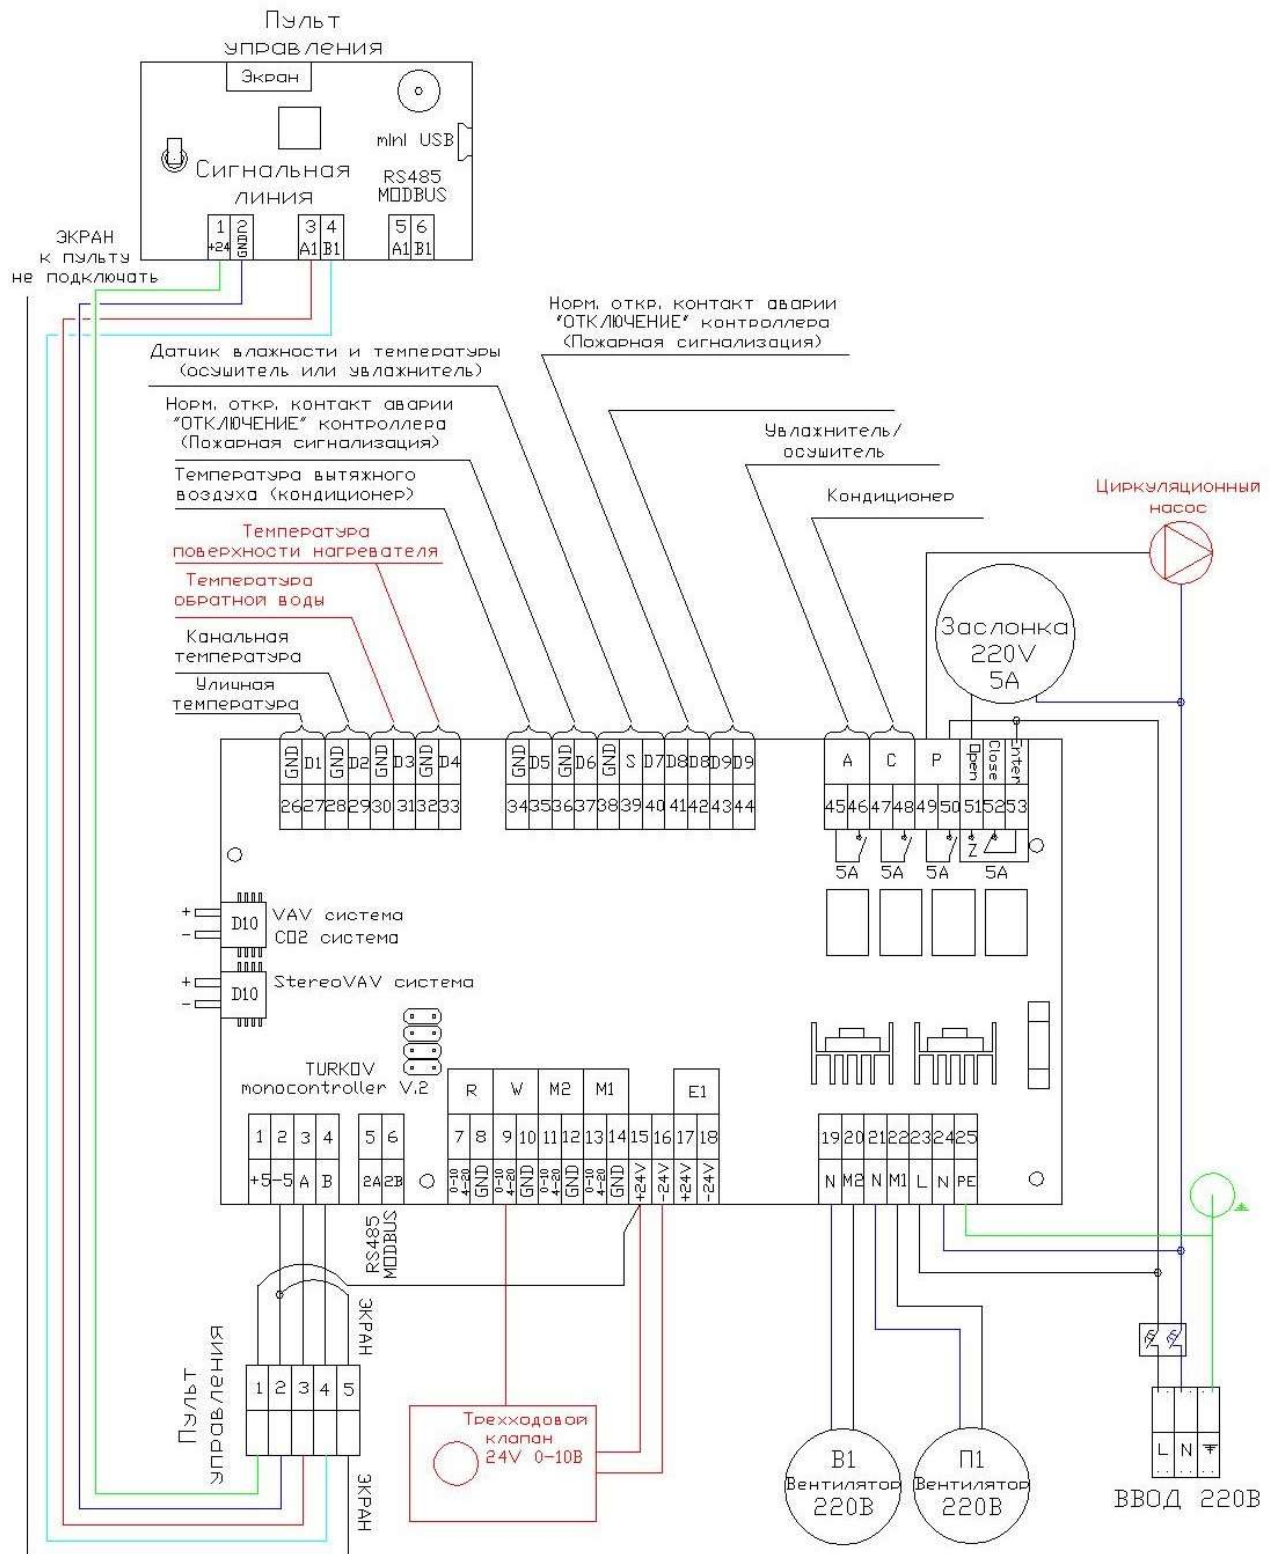 Пульт
управления
Экран
mini USB
Сигнальная
линия
RS485
MODBUS
1 2 3 4 5 6
+24 GND A1 B1 A1 B1
ЭКРАН
к пульту
не подключать
Норм. откр. контакт аварии
"ОТКЛЮЧЕНИЕ" контроллера
(Пожарная сигнализация)
Датчик влажности и температуры
(осушитель или увлажнитель)
Норм. откр. контакт аварии
"ОТКЛЮЧЕНИЕ" контроллера
(Пожарная сигнализация)
Увлажнитель/
осушитель
Температура вытяжного
воздуха (кондиционер)
Кондиционер
Циркуляционный
насос
Температура
поверхности нагревателя
Температура
обратной воды
Заслонка
220V
5A
Канальная
температура
Уличная
температура
GND D1 GND D2 GND D3 GND D4 GND D5 GND D6 GND S D7 D8 D8 D9 D9 A C P Open Close Enter
26 27 28 29 30 31 32 33 34 35 36 37 38 39 40 41 42 43 44 45 46 47 48 49 50 51 52 53
Z
5A 5A 5A 5A
+
-
D10
VAV система
CO2 система
+
-
D10
StereoVAV система
TURKOV
monocontroller V.2
R W M2 M1 E1
1 2 3 4 5 6 7 8 9 10 11 12 13 14 15 16 17 18 19 20 21 22 23 24 25
+5 -5 A B 2A 2B 0-10 4-20 GND 0-10 4-20 GND 0-10 4-20 GND 0-10 4-20 GND +24V -24V +24V -24V N M2 N M1 L N PE
RS485
MODBUS
ЭКРАН
Пульт
управления
1 2 3 4 5
ЭКРАН
Трехходовой
клапан
24V 0-10В
В1
Вентилятор
220В
П1
Вентилятор
220В
L N
ВВОД 220В